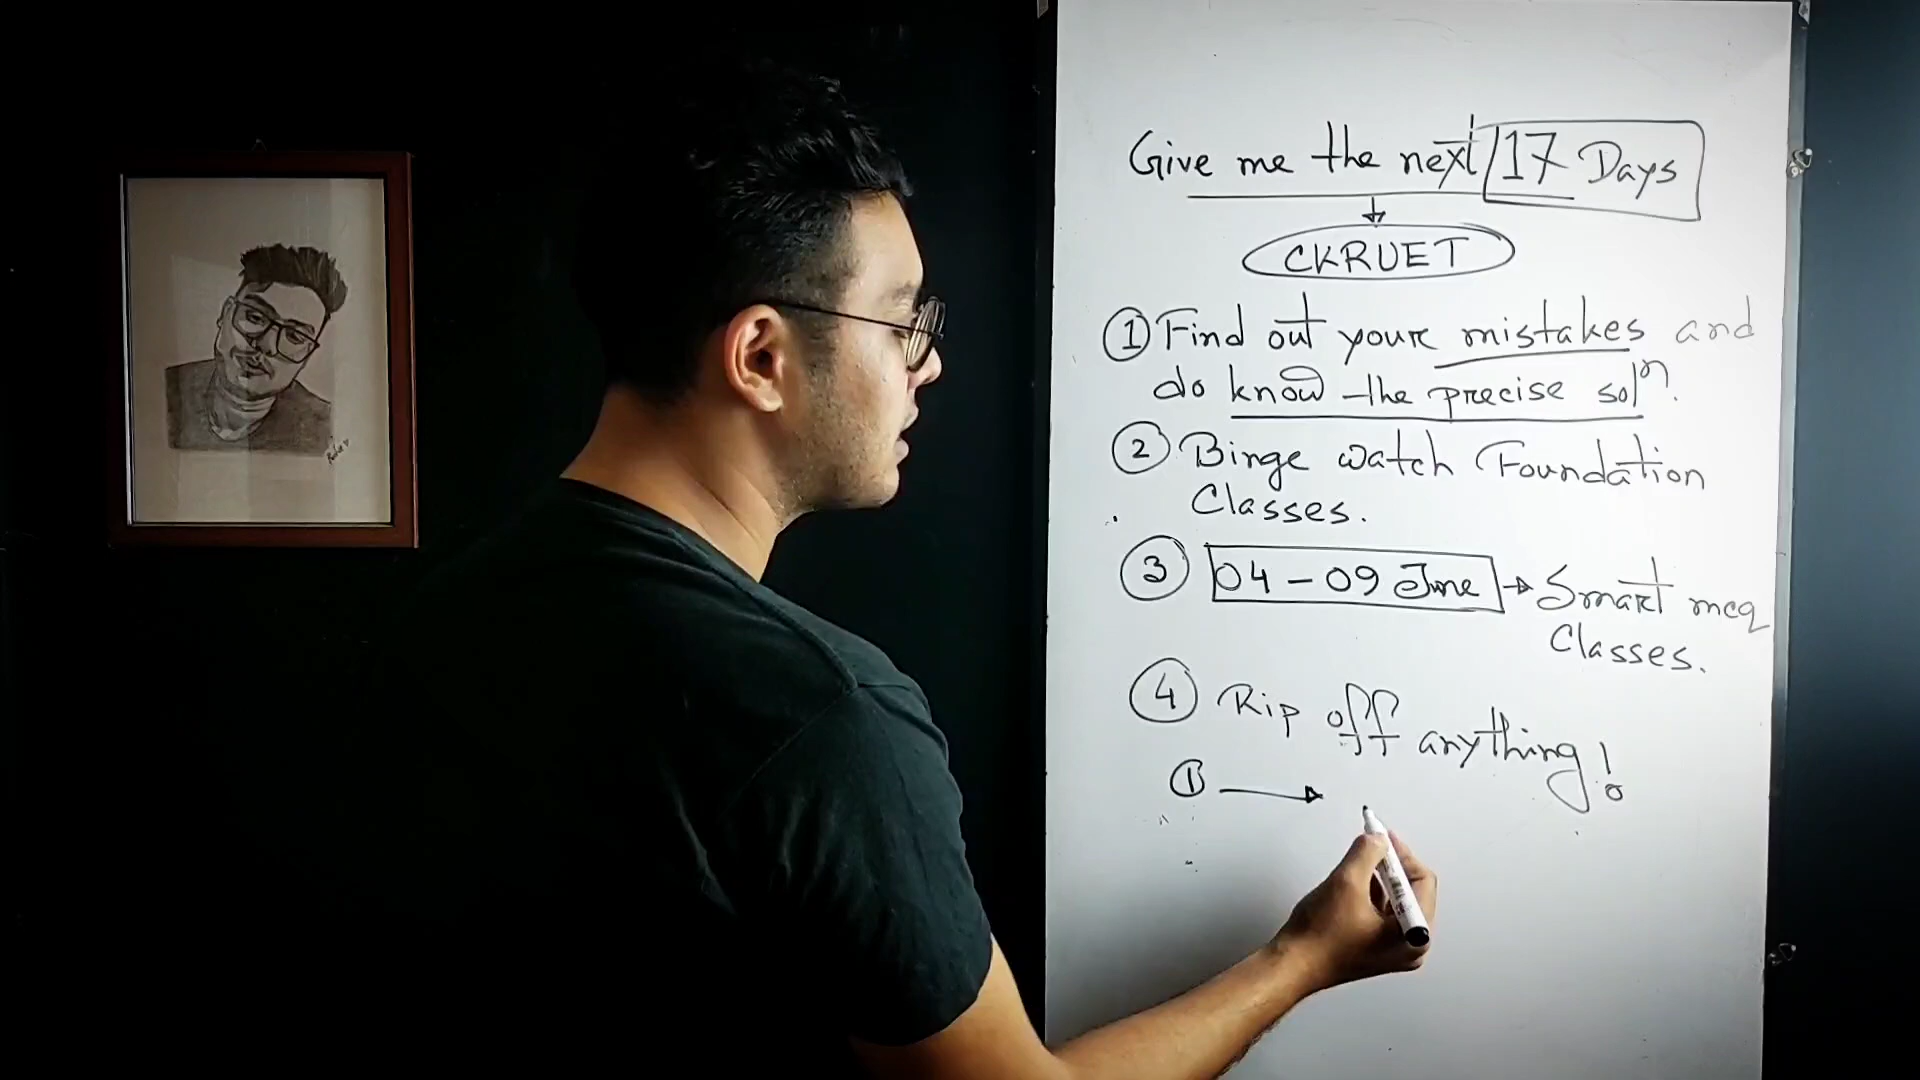 Give me the next 17 Days
CKRUET
① Find out your mistakes and
do know the precise solⁿ.
② Binge watch Foundation
Classes.
③ 04 - 09 June → Smart mcq
Classes.
④ Rip off anything!
① →